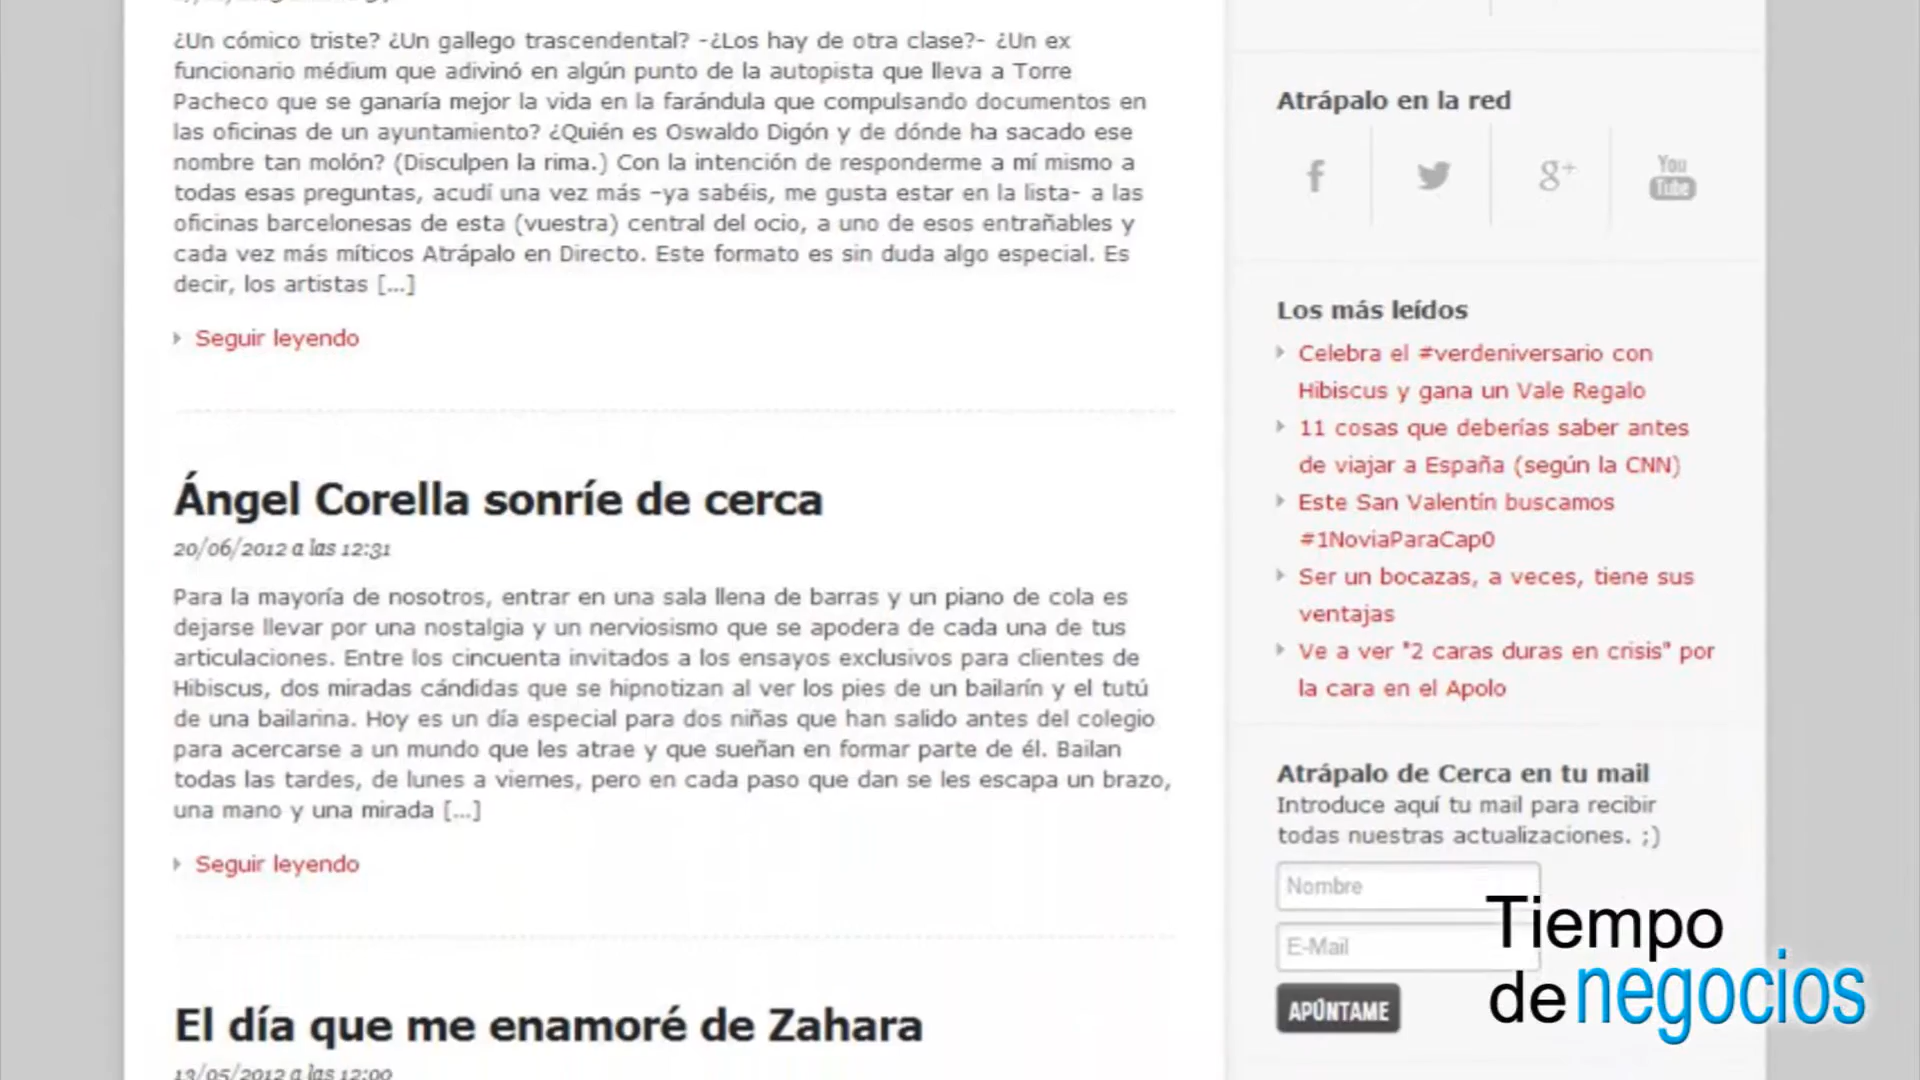 ¿Un cómico triste? ¿Un gallego trascendental? -¿Los hay de otra clase?- ¿Un ex
funcionario médium que adivinó en algún punto de la autopista que lleva a Torre
Pacheco que se ganaría mejor la vida en la farándula que compulsando documentos en
las oficinas de un ayuntamiento? ¿Quién es Oswaldo Digón y de dónde ha sacado ese
nombre tan molón? (Disculpen la rima.) Con la intención de responderme a mí mismo a
todas esas preguntas, acudí una vez más –ya sabéis, me gusta estar en la lista- a las
oficinas barcelonesas de esta (vuestra) central del ocio, a uno de esos entrañables y
cada vez más míticos Atrápalo en Directo. Este formato es sin duda algo especial. Es
decir, los artistas [...]
Seguir leyendo
Ángel Corella sonríe de cerca
20/06/2012 a las 12:31
Para la mayoría de nosotros, entrar en una sala llena de barras y un piano de cola es
dejarse llevar por una nostalgia y un nerviosismo que se apodera de cada una de tus
articulaciones. Entre los cincuenta invitados a los ensayos exclusivos para clientes de
Hibiscus, dos miradas cándidas que se hipnotizan al ver los pies de un bailarín y el tutú
de una bailarina. Hoy es un día especial para dos niñas que han salido antes del colegio
para acercarse a un mundo que les atrae y que sueñan en formar parte de él. Bailan
todas las tardes, de lunes a viernes, pero en cada paso que dan se les escapa un brazo,
una mano y una mirada [...]
Seguir leyendo
El día que me enamoré de Zahara
13/05/2012 a las 12:00
Atrápalo en la red
f
g+
You
Tube
Los más leídos
Celebra el #verdeniversario con
Hibiscus y gana un Vale Regalo
11 cosas que deberías saber antes
de viajar a España (según la CNN)
Este San Valentín buscamos
#1NoviaParaCap0
Ser un bocazas, a veces, tiene sus
ventajas
Ve a ver "2 caras duras en crisis" por
la cara en el Apolo
Atrápalo de Cerca en tu mail
Introduce aquí tu mail para recibir
todas nuestras actualizaciones. ;)
Nombre
E-Mail
APÚNTAME
Tiempo
de negocios